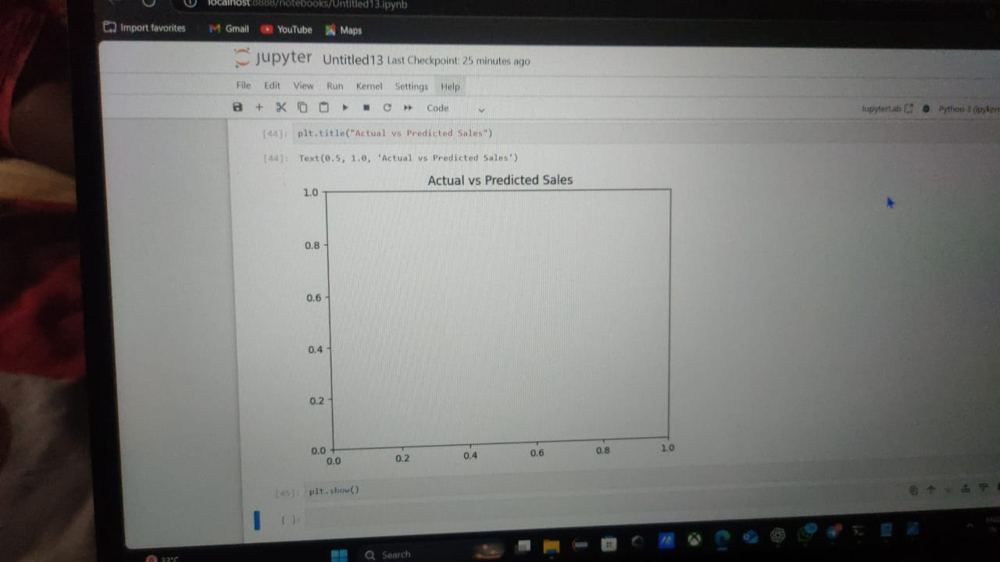 localhost:8888/notebooks/Untitled13.ipynb
Import favorites Gmail YouTube Maps
jupyter Untitled13 Last Checkpoint: 25 minutes ago
File Edit View Run Kernel Settings Help
Code JupyterLab Python 3
[44]: plt.title("Actual vs Predicted Sales")
[44]: Text(0.5, 1.0, 'Actual vs Predicted Sales')
Actual vs Predicted Sales
1.0
0.8
0.6
0.4
0.2
0.0
0.0 0.2 0.4 0.6 0.8 1.0
[45]: plt.show()
[ ]:
33°C Search
ENG
IN